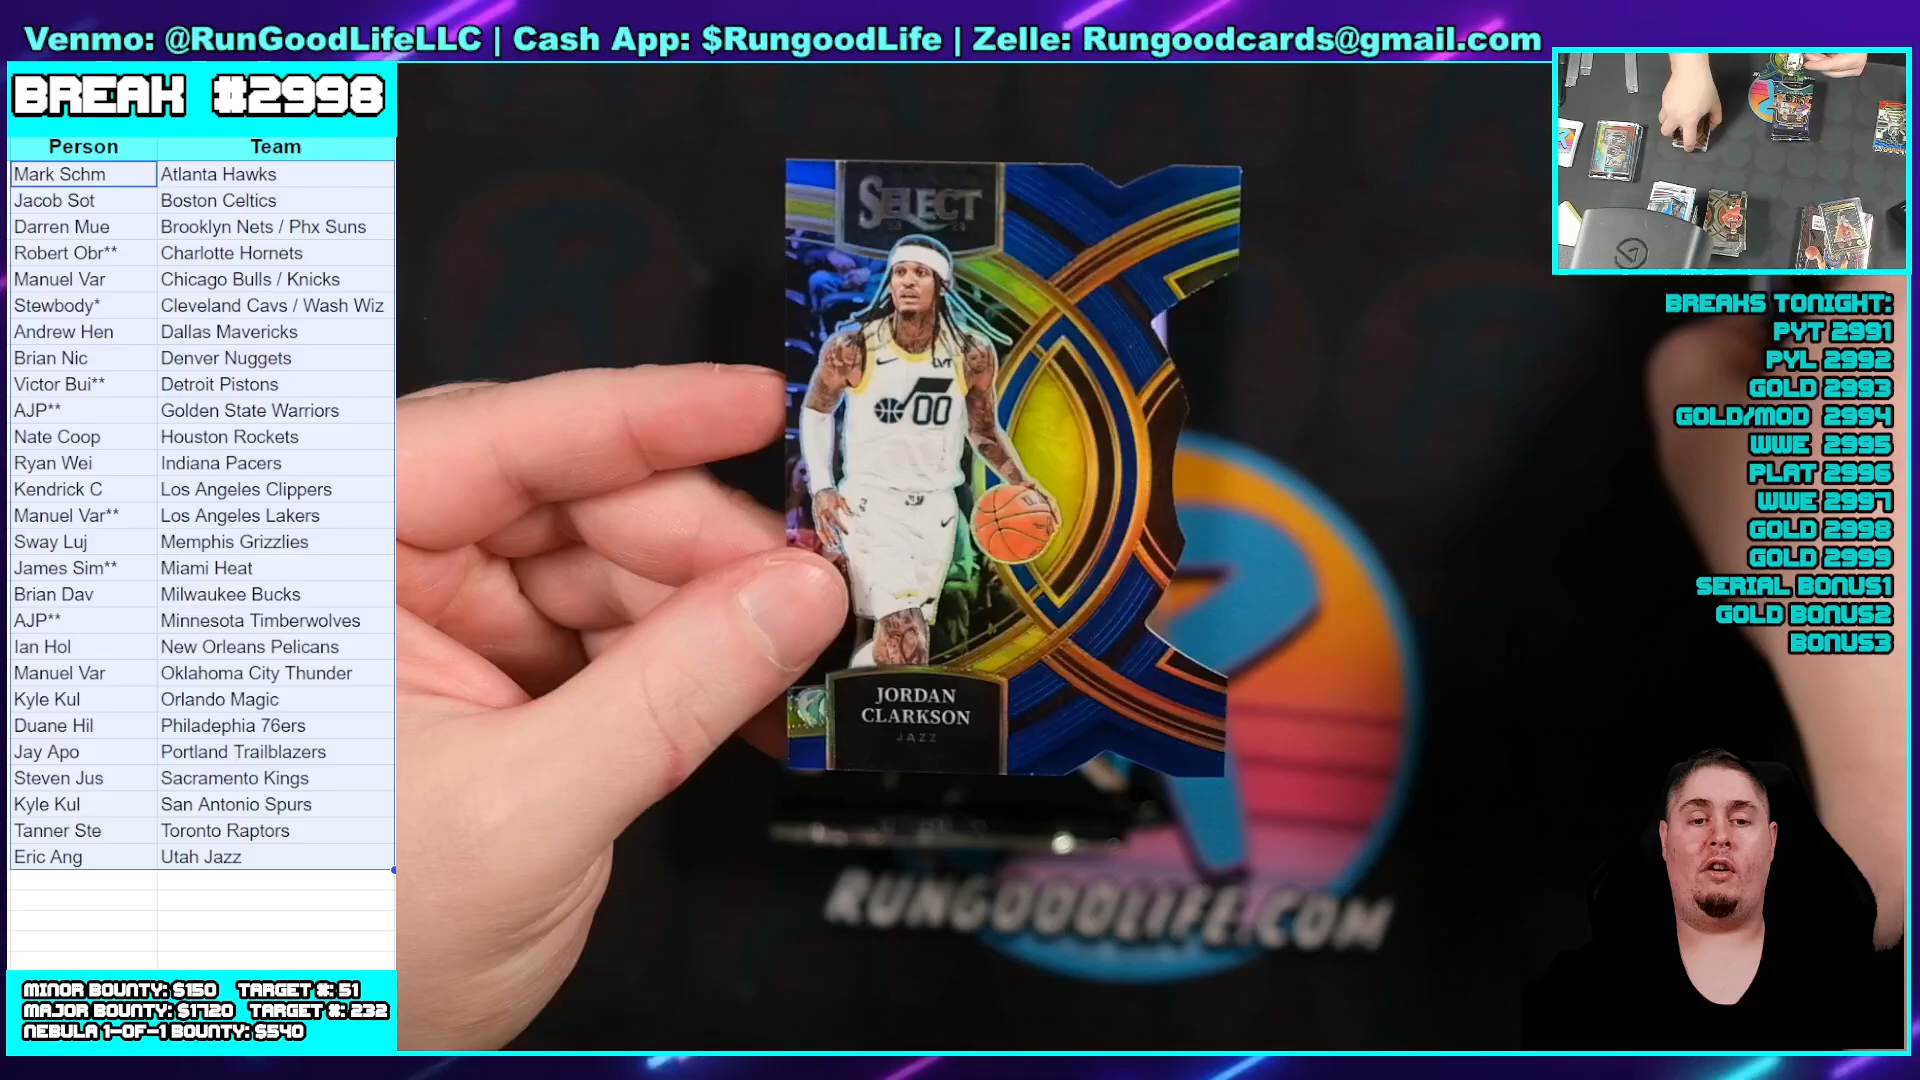 Venmo: @RunGoodLifeLLC | Cash App: $RungoodLife | Zelle: Rungoodcards@gmail.com
BREAK #2998
Person Team
Mark Schm Atlanta Hawks
Jacob Sot Boston Celtics
Darren Mue Brooklyn Nets / Phx Suns
Robert Obr** Charlotte Hornets
Manuel Var Chicago Bulls / Knicks
Stewbody* Cleveland Cavs / Wash Wiz
Andrew Hen Dallas Mavericks
Brian Nic Denver Nuggets
Victor Bui** Detroit Pistons
AJP** Golden State Warriors
Nate Coop Houston Rockets
Ryan Wei Indiana Pacers
Kendrick C Los Angeles Clippers
Manuel Var** Los Angeles Lakers
Sway Luj Memphis Grizzlies
James Sim** Miami Heat
Brian Dav Milwaukee Bucks
AJP** Minnesota Timberwolves
Ian Hol New Orleans Pelicans
Manuel Var Oklahoma City Thunder
Kyle Kul Orlando Magic
Duane Hil Philadephia 76ers
Jay Apo Portland Trailblazers
Steven Jus Sacramento Kings
Kyle Kul San Antonio Spurs
Tanner Ste Toronto Raptors
Eric Ang Utah Jazz
MINOR BOUNTY: $150 TARGET #: 51
MAJOR BOUNTY: $1720 TARGET #: 232
NEBULA 1-OF-1 BOUNTY: $540
SELECT
00
JORDAN
CLARKSON
JAZZ
RUNGOODLIFE.COM
BREAKS TONIGHT:
PYT 2991
PYL 2992
GOLD 2993
GOLD/MOD 2994
WWE 2995
PLAT 2996
WWE 2997
GOLD 2998
GOLD 2999
SERIAL BONUS1
GOLD BONUS2
BONUS3